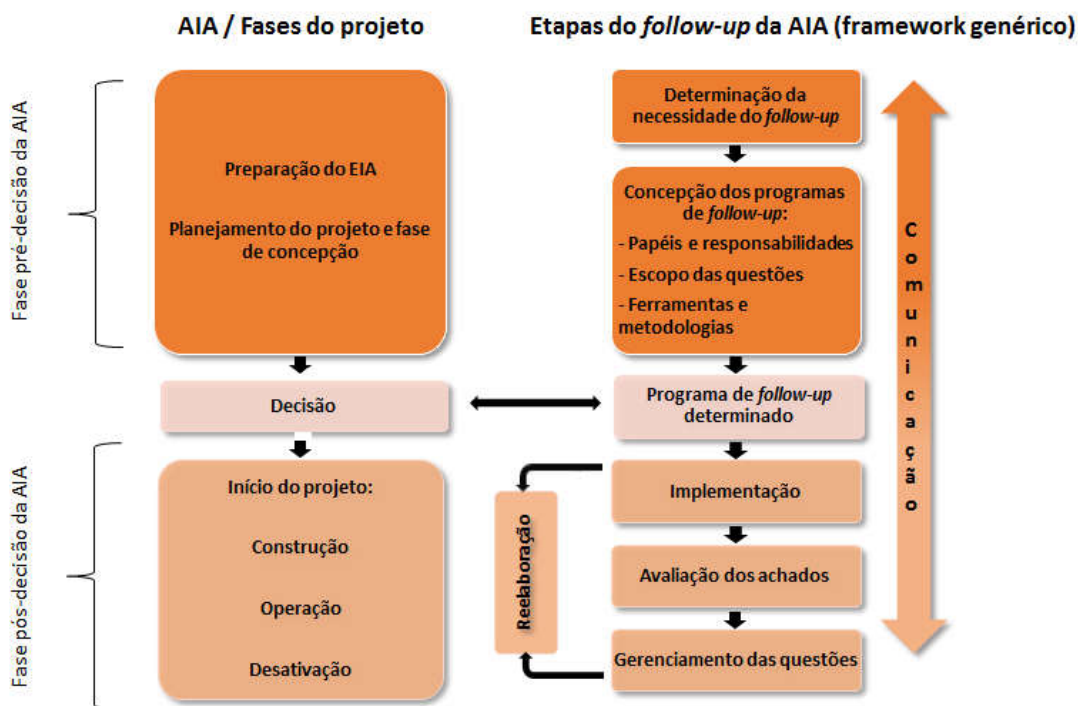 AIA / Fases do projeto
Etapas do follow-up da AIA (framework genérico)
Fase pré-decisão da AIA
Preparação do EIA
Planejamento do projeto e fase
de concepção
Determinação da
necessidade do follow-up
Concepção dos programas
de follow-up:
- Papéis e responsabilidades
- Escopo das questões
- Ferramentas e
metodologias
Comunicação
Decisão
Programa de follow-up
determinado
Fase pós-decisão da AIA
Início do projeto:
Construção
Operação
Desativação
Reelaboração
Implementação
Avaliação dos achados
Gerenciamento das questões